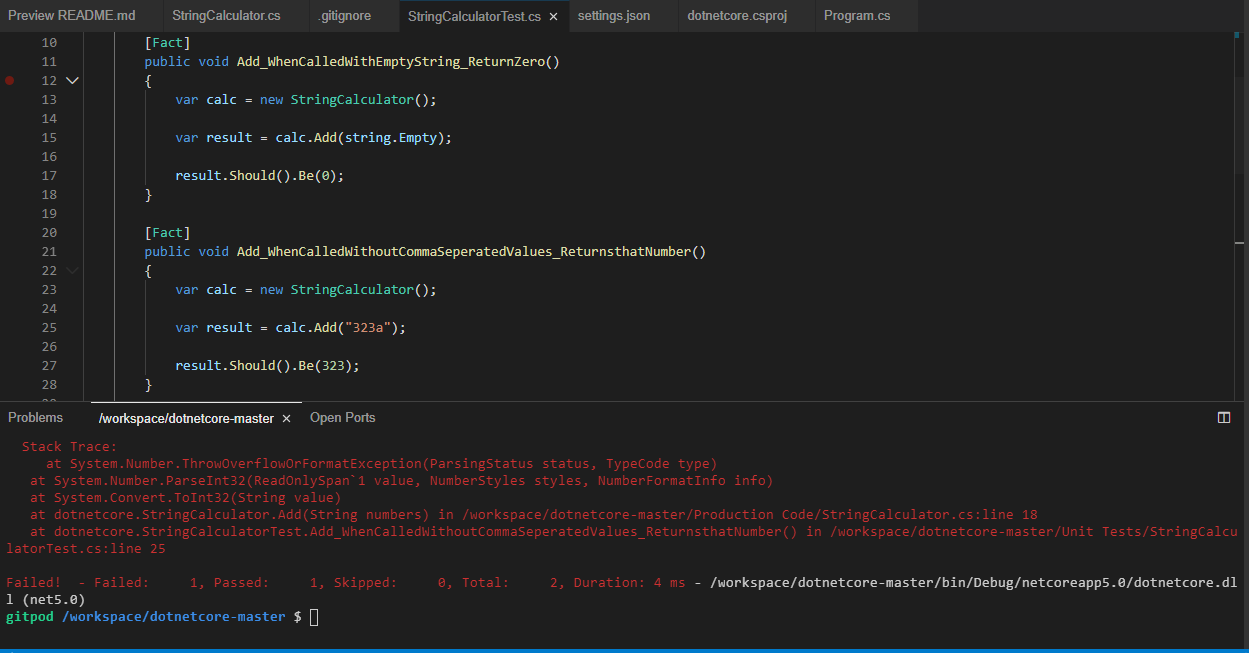 Preview README.md StringCalculator.cs .gitignore StringCalculatorTest.cs × settings.json dotnetcore.csproj Program.cs
10 [Fact]
11 public void Add_WhenCalledWithEmptyString_ReturnZero()
12 {
13 var calc = new StringCalculator();
14
15 var result = calc.Add(string.Empty);
16
17 result.Should().Be(0);
18 }
19
20 [Fact]
21 public void Add_WhenCalledWithoutCommaSeperatedValues_ReturnsthatNumber()
22 {
23 var calc = new StringCalculator();
24
25 var result = calc.Add("323a");
26
27 result.Should().Be(323);
28 }
Problems /workspace/dotnetcore-master × Open Ports
Stack Trace:
at System.Number.ThrowOverflowOrFormatException(ParsingStatus status, TypeCode type)
at System.Number.ParseInt32(ReadOnlySpan`1 value, NumberStyles styles, NumberFormatInfo info)
at System.Convert.ToInt32(String value)
at dotnetcore.StringCalculator.Add(String numbers) in /workspace/dotnetcore-master/Production Code/StringCalculator.cs:line 18
at dotnetcore.StringCalculatorTest.Add_WhenCalledWithoutCommaSeperatedValues_ReturnsthatNumber() in /workspace/dotnetcore-master/Unit Tests/StringCalcu
latorTest.cs:line 25
Failed! - Failed: 1, Passed: 1, Skipped: 0, Total: 2, Duration: 4 ms - /workspace/dotnetcore-master/bin/Debug/netcoreapp5.0/dotnetcore.dl
l (net5.0)
gitpod /workspace/dotnetcore-master $